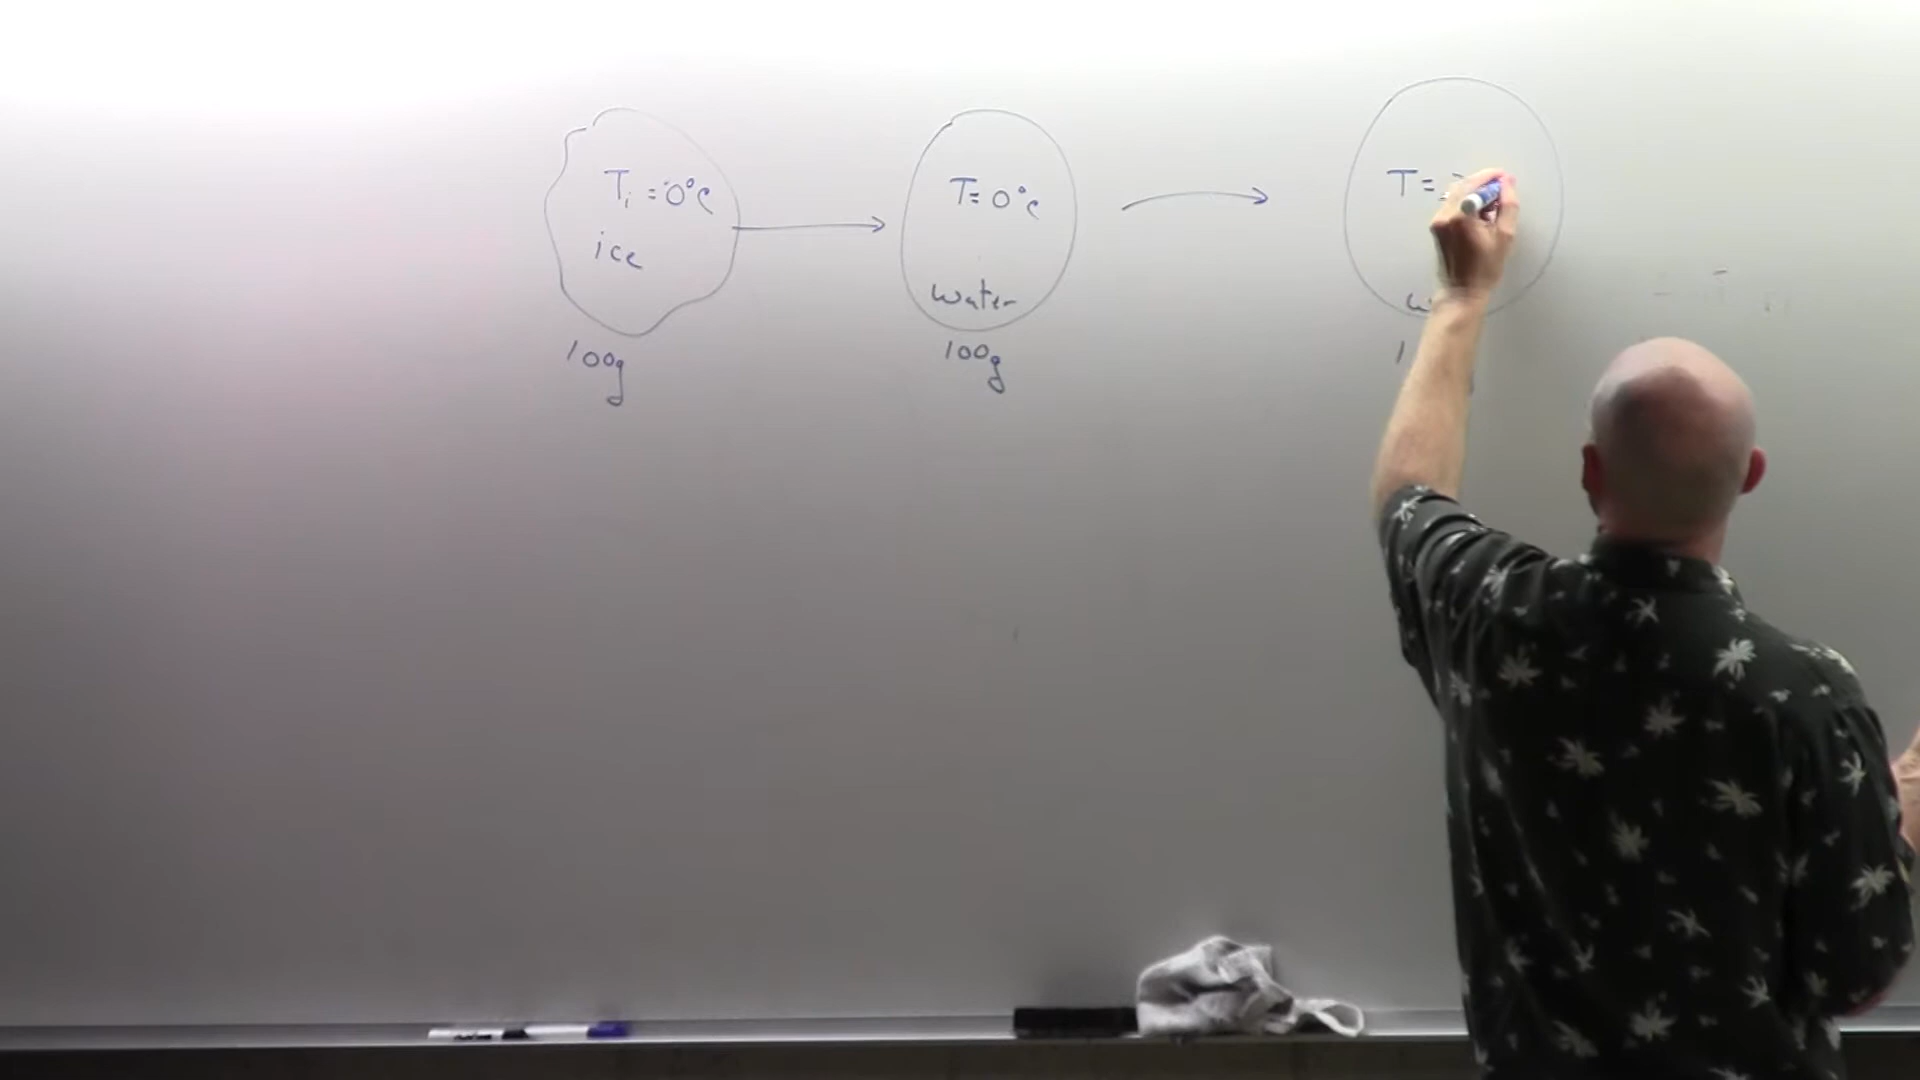 Ti = 0°C
ice
100g
T = 0°C
water
100g
T =